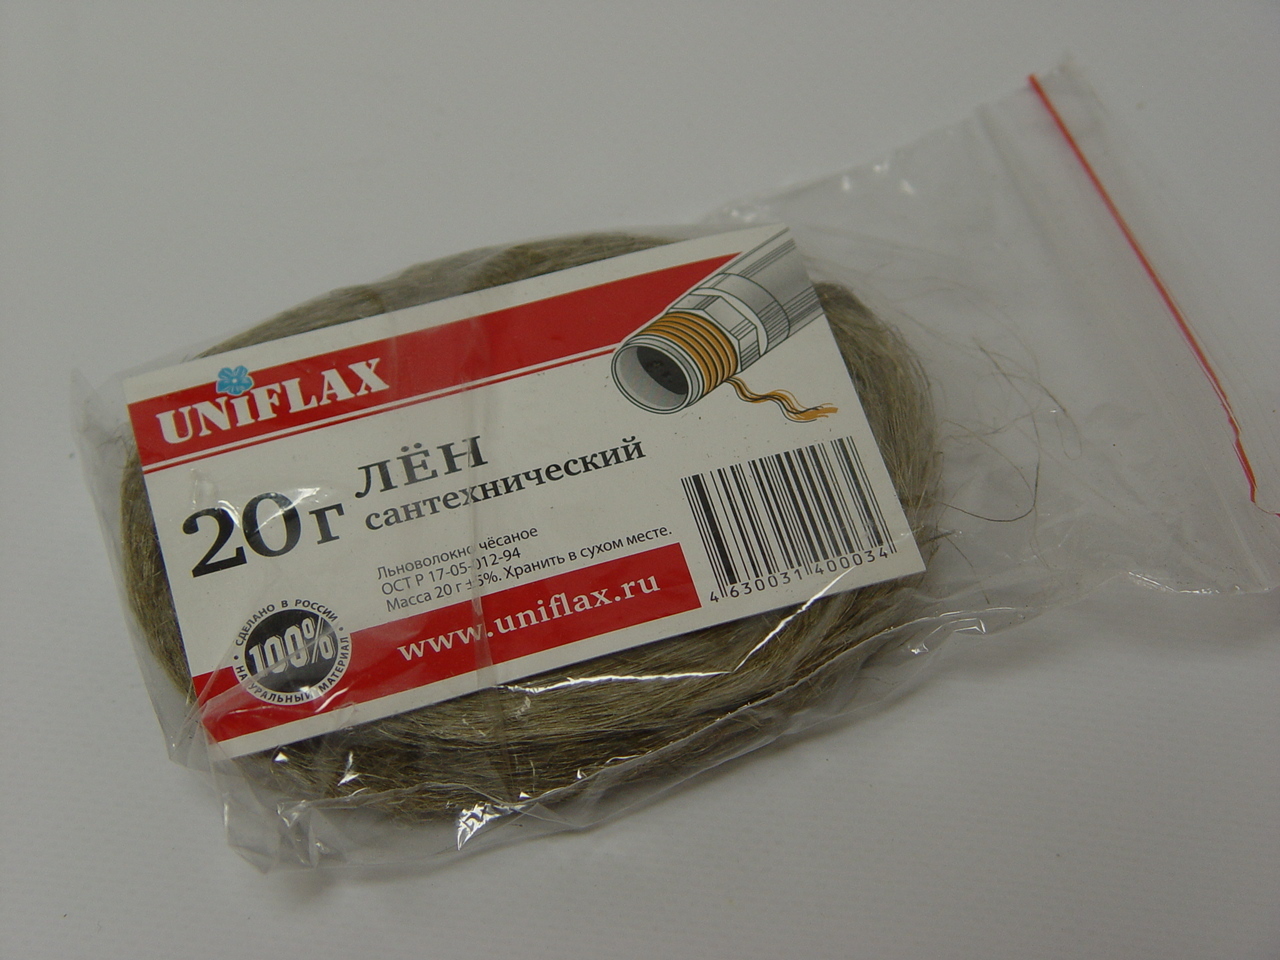 UNiFLAX
20г ЛЁН
сантехнический
Льноволокно чёсаное
ОСТ Р 17-05-012-94
Масса 20 г ±5%. Хранить в сухом месте.
www.uniflax.ru
СДЕЛАНО В РОССИИ
100%
НАТУРАЛЬНЫЙ МАТЕРИАЛ
4 630031 400034